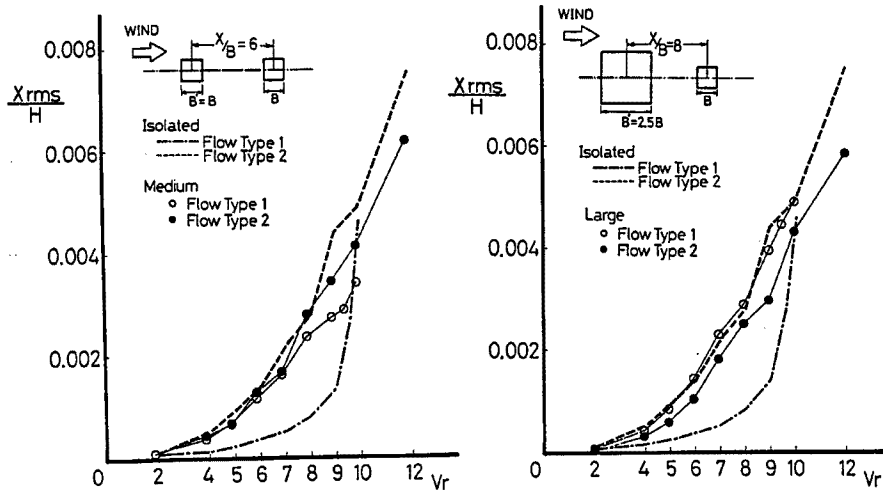 WIND
X/B=6
B'=B
B
0.008
Xrms
H
0.006
0.004
0.002
0
Isolated
Flow Type 1
Flow Type 2
Medium
Flow Type 1
Flow Type 2
2 4 5 6 7 8 9 10 12 Vr
WIND
X/B=8
B=2.5B
B
0.008
Xrms
H
0.006
0.004
0.002
0
Isolated
Flow Type 1
Flow Type 2
Large
Flow Type 1
Flow Type 2
2 4 5 6 7 8 9 10 12 Vr